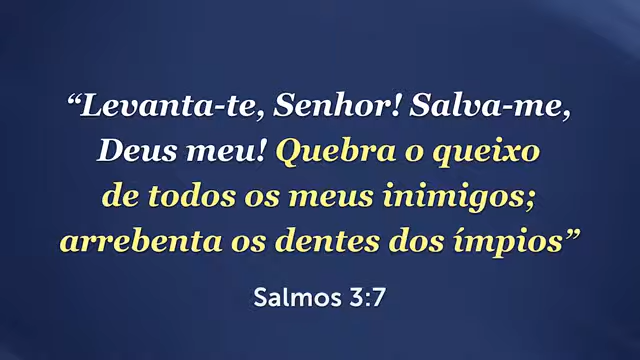 “Levanta-te, Senhor! Salva-me,
Deus meu! Quebra o queixo
de todos os meus inimigos;
arrebenta os dentes dos ímpios”
Salmos 3:7